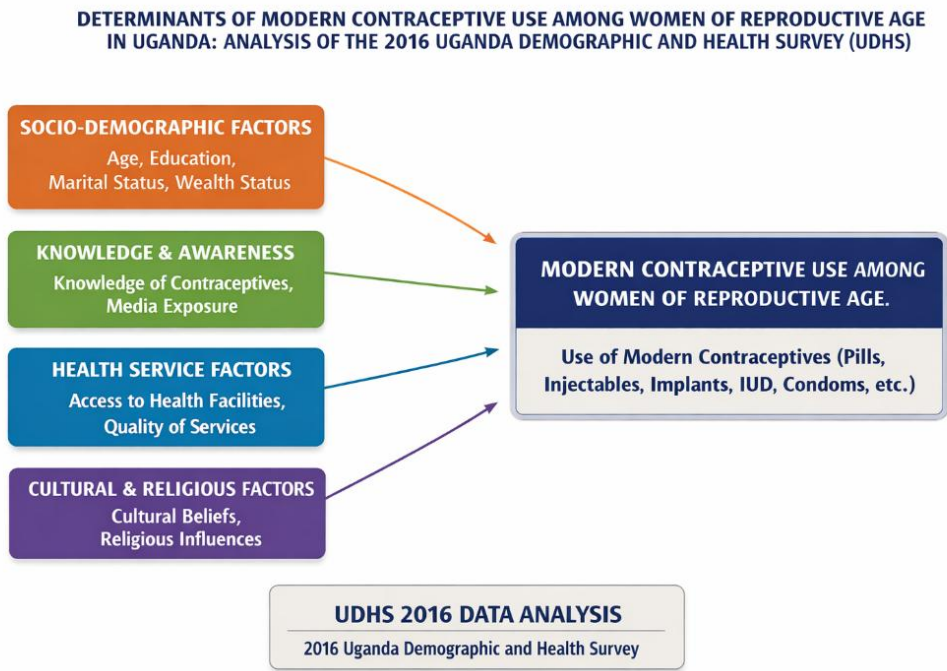 DETERMINANTS OF MODERN CONTRACEPTIVE USE AMONG WOMEN OF REPRODUCTIVE AGE
IN UGANDA: ANALYSIS OF THE 2016 UGANDA DEMOGRAPHIC AND HEALTH SURVEY (UDHS)
SOCIO-DEMOGRAPHIC FACTORS
Age, Education,
Marital Status, Wealth Status
KNOWLEDGE & AWARENESS
Knowledge of Contraceptives,
Media Exposure
HEALTH SERVICE FACTORS
Access to Health Facilities,
Quality of Services
CULTURAL & RELIGIOUS FACTORS
Cultural Beliefs,
Religious Influences
MODERN CONTRACEPTIVE USE AMONG
WOMEN OF REPRODUCTIVE AGE.
Use of Modern Contraceptives (Pills,
Injectables, Implants, IUD, Condoms, etc.)
UDHS 2016 DATA ANALYSIS
2016 Uganda Demographic and Health Survey